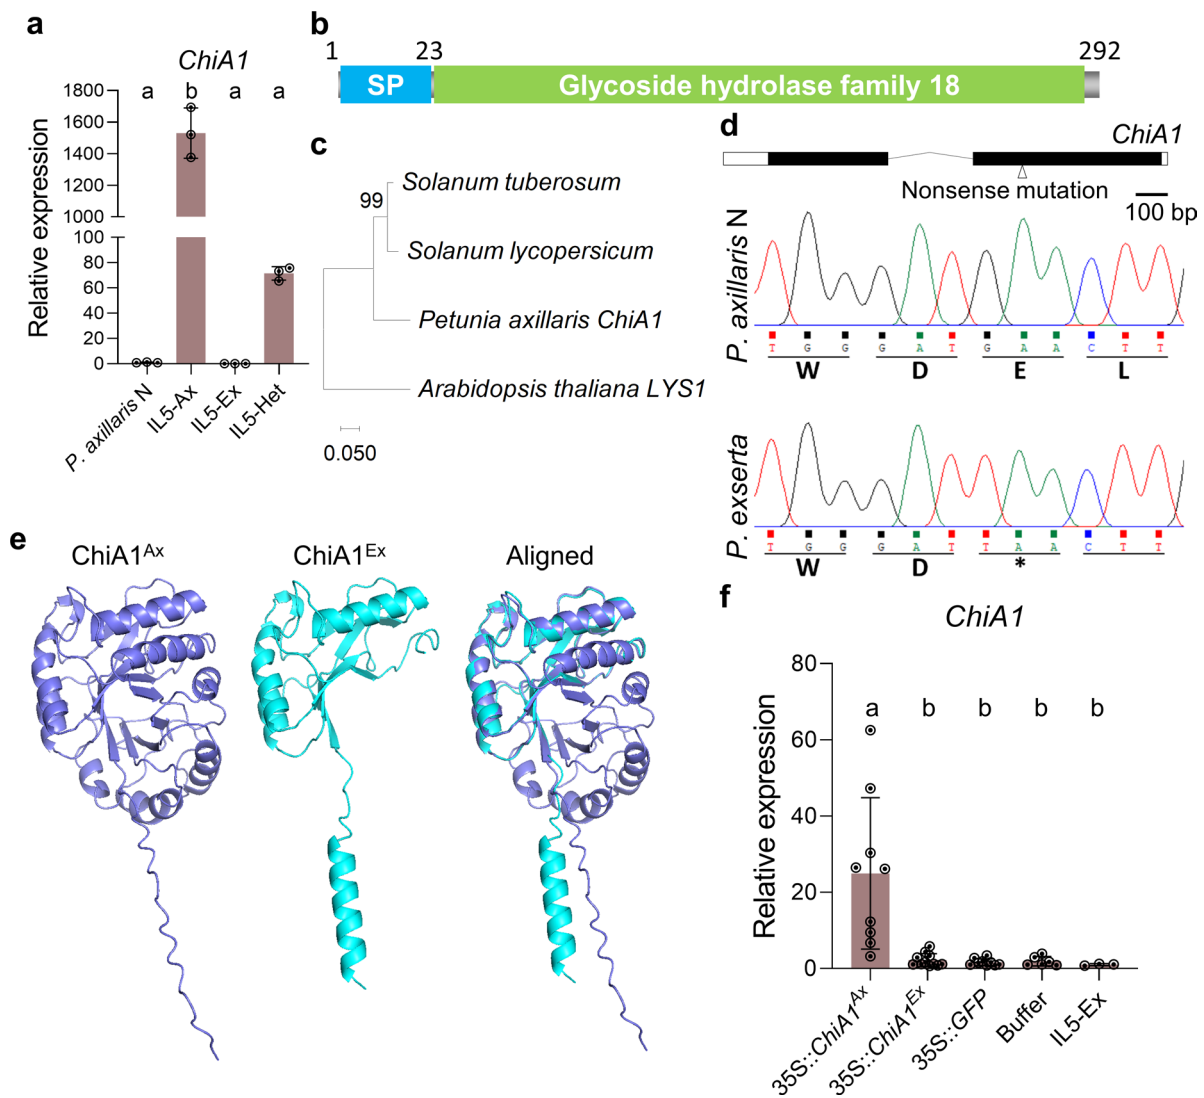 a
ChiA1
Relative expression
1800
1600
1400
1200
1000
100
80
60
40
20
0
a b a a
P. axillaris N
IL5-Ax
IL5-Ex
IL5-Het
b
1 23 292
SP
Glycoside hydrolase family 18
c
Solanum tuberosum
99
Solanum lycopersicum
Petunia axillaris ChiA1
Arabidopsis thaliana LYS1
0.050
d
ChiA1
Nonsense mutation
100 bp
P. axillaris N
T G G G A T G A A C T T
W D E L
P. exserta
T G G G A T T A A C T T
W D *
e
ChiA1Ax
ChiA1Ex
Aligned
f
ChiA1
Relative expression
80
60
40
20
0
a b b b b
35S::ChiA1Ax
35S::ChiA1Ex
35S::GFP
Buffer
IL5-Ex